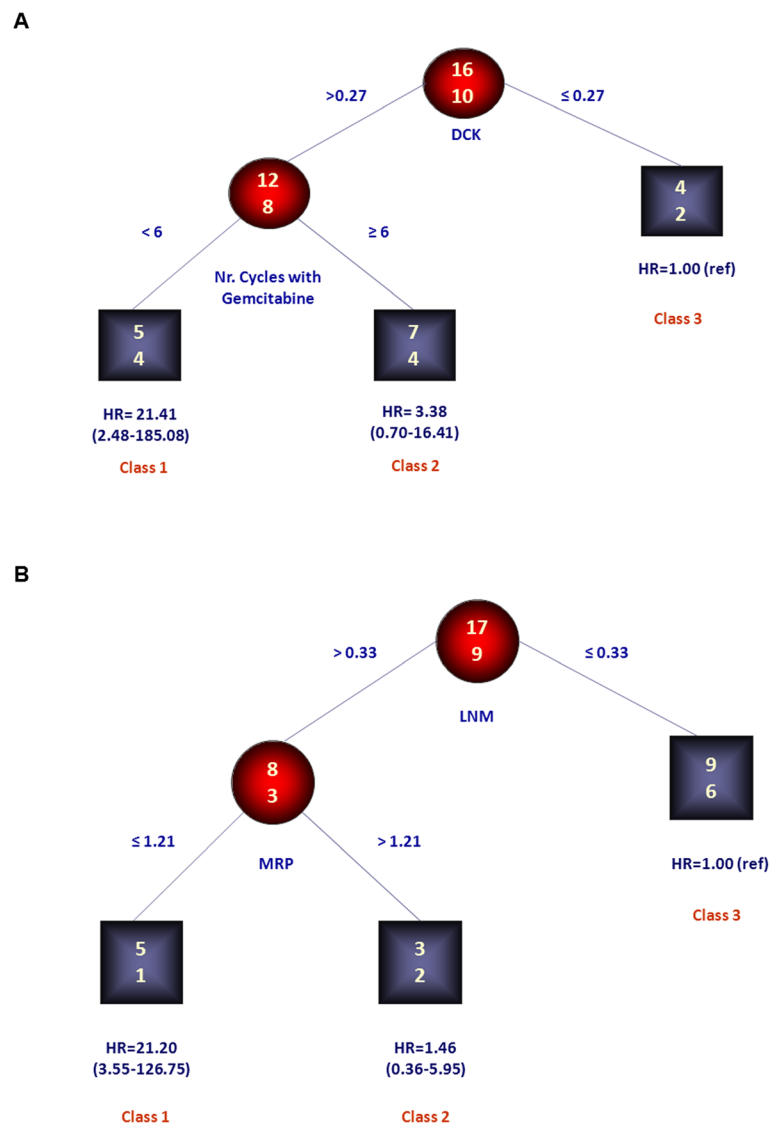 A
16
10
>0.27
≤ 0.27
DCK
12
8
4
2
< 6
≥ 6
HR=1.00 (ref)
Nr. Cycles with
Gemcitabine
Class 3
5
4
7
4
HR= 21.41
(2.48-185.08)
HR= 3.38
(0.70-16.41)
Class 1
Class 2
B
17
9
> 0.33
≤ 0.33
LNM
8
3
9
6
≤ 1.21
> 1.21
MRP
HR=1.00 (ref)
Class 3
5
1
3
2
HR=21.20
(3.55-126.75)
HR=1.46
(0.36-5.95)
Class 1
Class 2